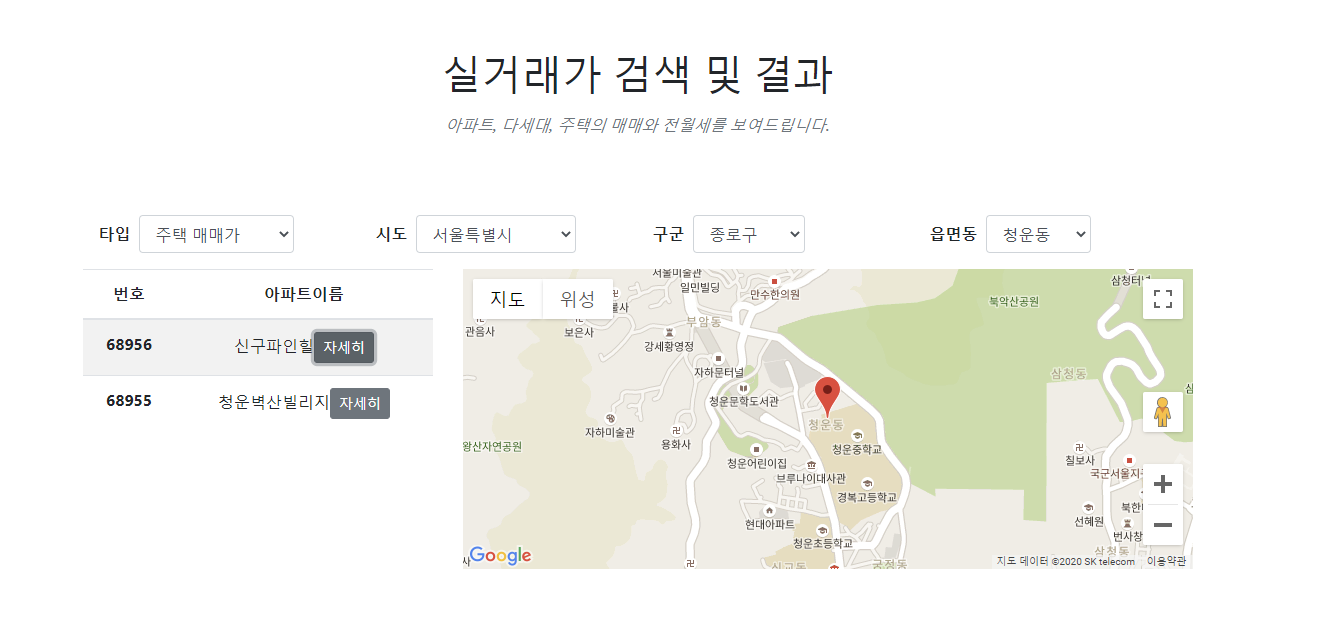 실거래가 검색 및 결과
아파트, 다세대, 주택의 매매와 전월세를 보여드립니다.
타입 주택 매매가 시도 서울특별시 구군 종로구 읍면동 청운동
번호 아파트이름
68956 신구파인힐 자세히
68955 청운벽산빌리지 자세히
지도 위성
서울미술관
일민빌딩
만수한의원
삼청터널
북악산공원
관음사
보은사
부암동
강세황영정
자하문터널
삼청동
청운문학도서관
청운동
자하미술관
용화사
왕산자연공원
청운중학교
청운어린이집
브루나이대사관
칠보사
국군서울지구
경복고등학교
현대아파트
선혜원
북한
번사창
청운초등학교
삼청동
신교동
궁정동
Google
지도 데이터 ©2020 SK telecom 이용약관